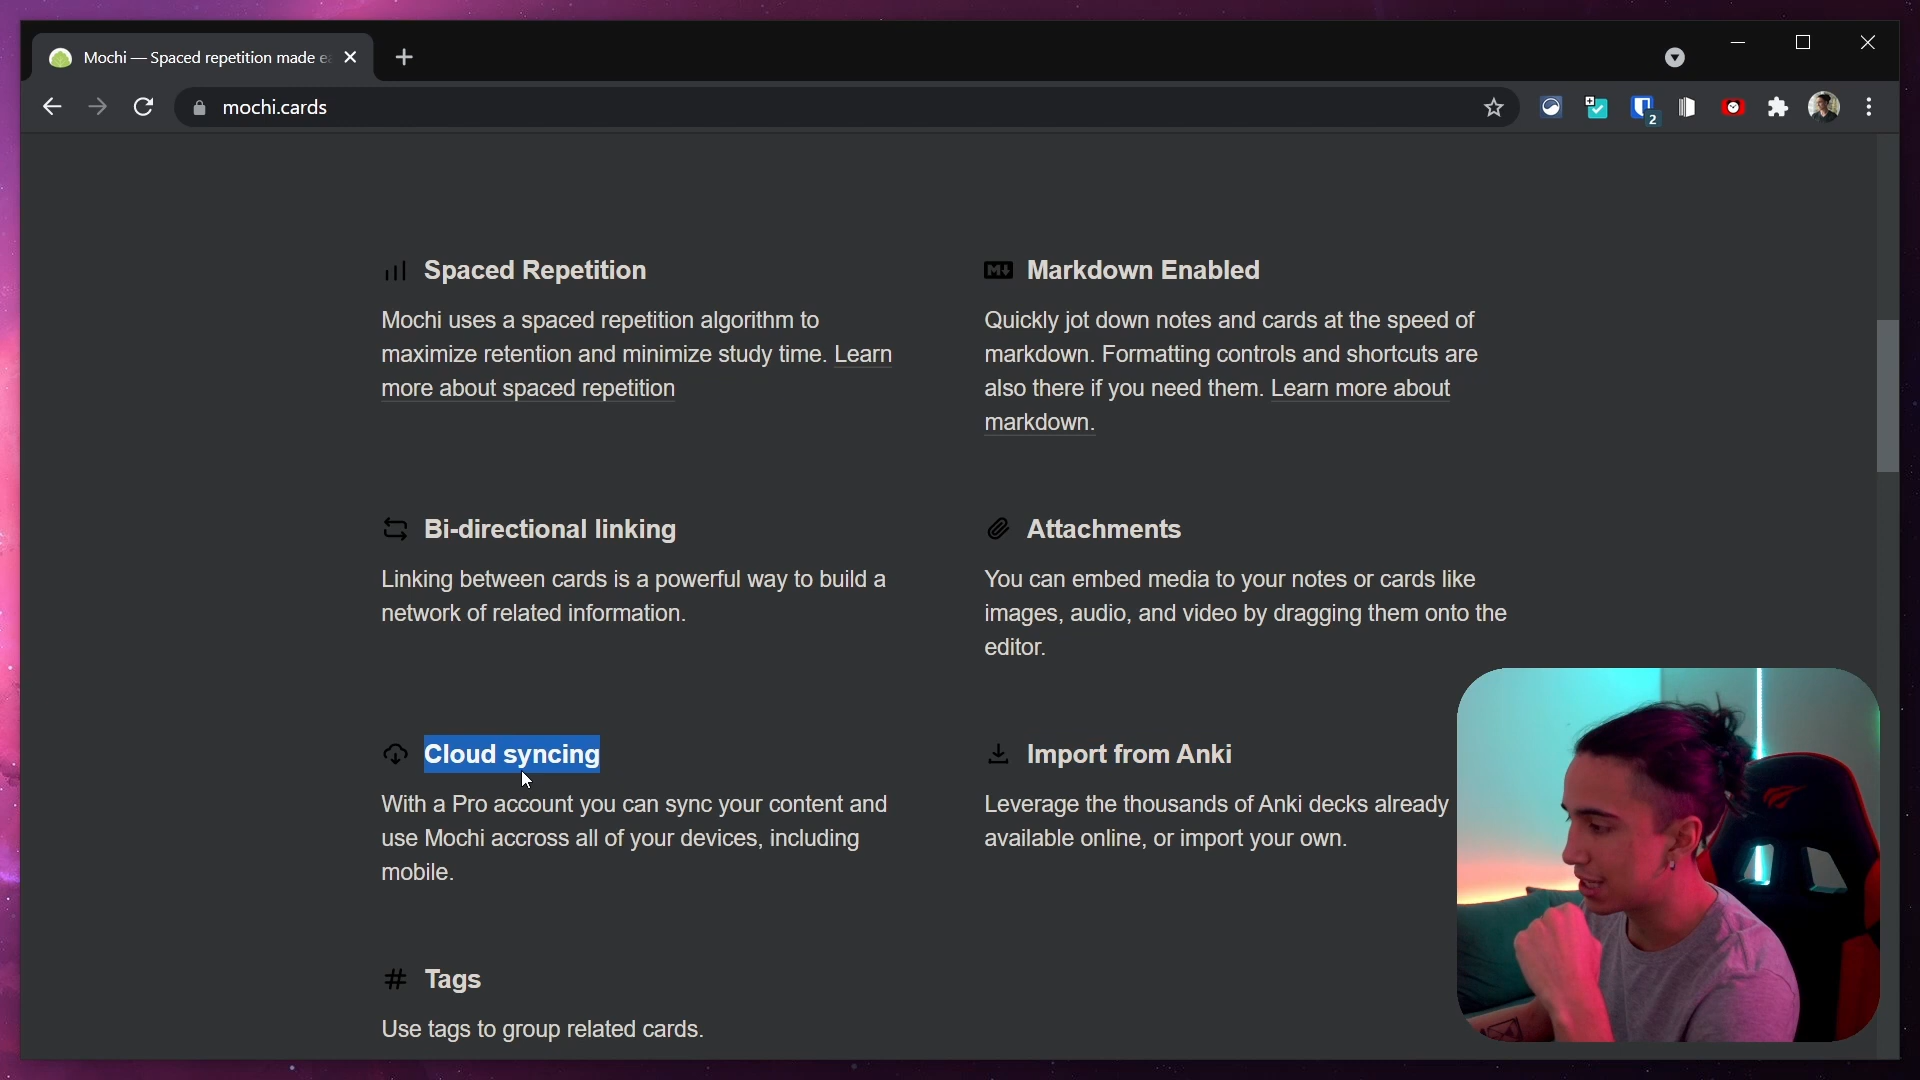 Mochi — Spaced repetition made ea
mochi.cards
2
Spaced Repetition
Mochi uses a spaced repetition algorithm to
maximize retention and minimize study time. Learn
more about spaced repetition
Markdown Enabled
Quickly jot down notes and cards at the speed of
markdown. Formatting controls and shortcuts are
also there if you need them. Learn more about
markdown.
Bi-directional linking
Linking between cards is a powerful way to build a
network of related information.
Attachments
You can embed media to your notes or cards like
images, audio, and video by dragging them onto the
editor.
Cloud syncing
With a Pro account you can sync your content and
use Mochi accross all of your devices, including
mobile.
Import from Anki
Leverage the thousands of Anki decks already
available online, or import your own.
# Tags
Use tags to group related cards.